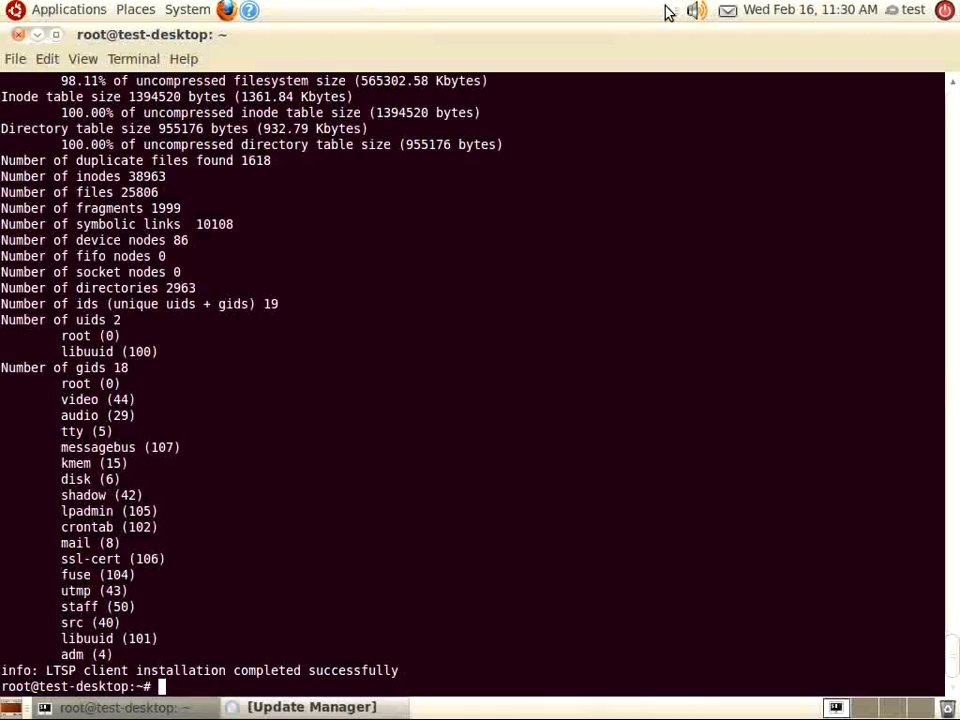 Applications Places System Wed Feb 16, 11:30 AM test
root@test-desktop: ~
File Edit View Terminal Help
98.11% of uncompressed filesystem size (565302.58 Kbytes)
Inode table size 1394520 bytes (1361.84 Kbytes)
100.00% of uncompressed inode table size (1394520 bytes)
Directory table size 955176 bytes (932.79 Kbytes)
100.00% of uncompressed directory table size (955176 bytes)
Number of duplicate files found 1618
Number of inodes 38963
Number of files 25806
Number of fragments 1999
Number of symbolic links  10108
Number of device nodes 86
Number of fifo nodes 0
Number of socket nodes 0
Number of directories 2963
Number of ids (unique uids + gids) 19
Number of uids 2
root (0)
libuuid (100)
Number of gids 18
root (0)
video (44)
audio (29)
tty (5)
messagebus (107)
kmem (15)
disk (6)
shadow (42)
lpadmin (105)
crontab (102)
mail (8)
ssl-cert (106)
fuse (104)
utmp (43)
staff (50)
src (40)
libuuid (101)
adm (4)
info: LTSP client installation completed successfully
root@test-desktop:~#
root@test-desktop: ~ [Update Manager]